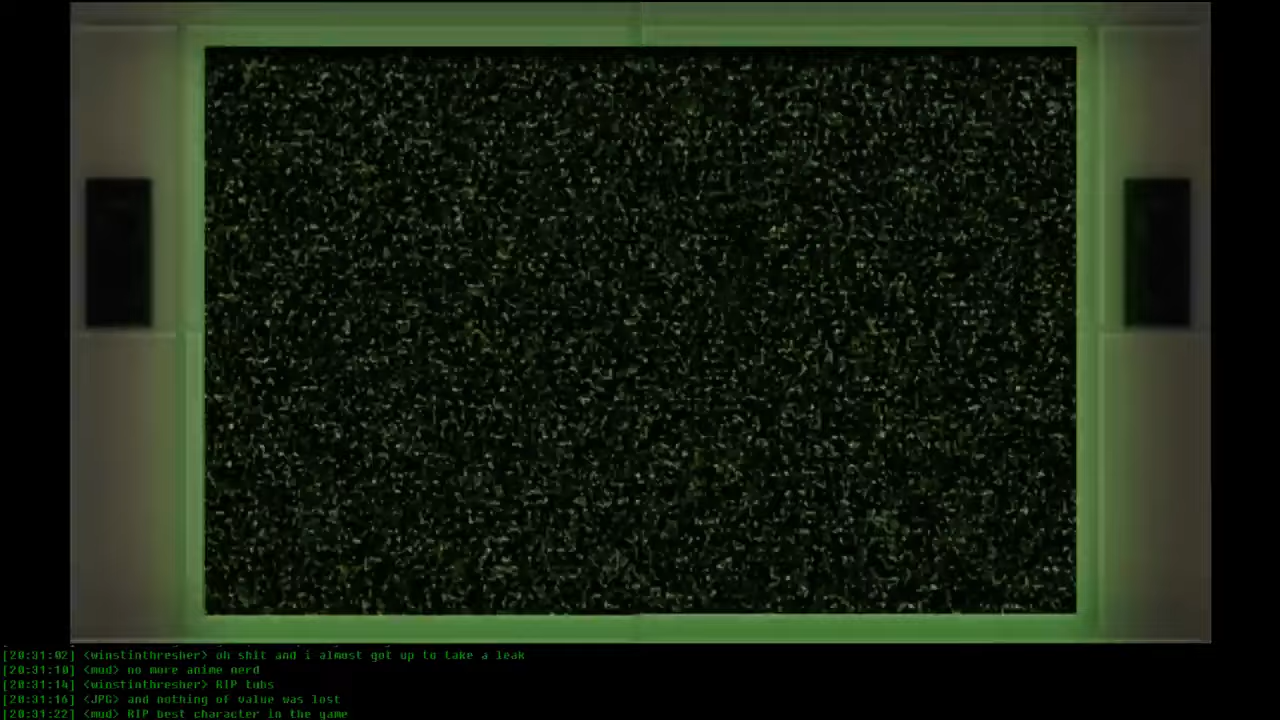 [20:31:02] <winstinthresher> oh shit and i almost got up to take a leak
[20:31:10] <mud> no more anime nerd
[20:31:14] <winstinthresher> RIP tubs
[20:31:16] <JPG> and nothing of value was lost
[20:31:22] <mud> RIP best character in the game